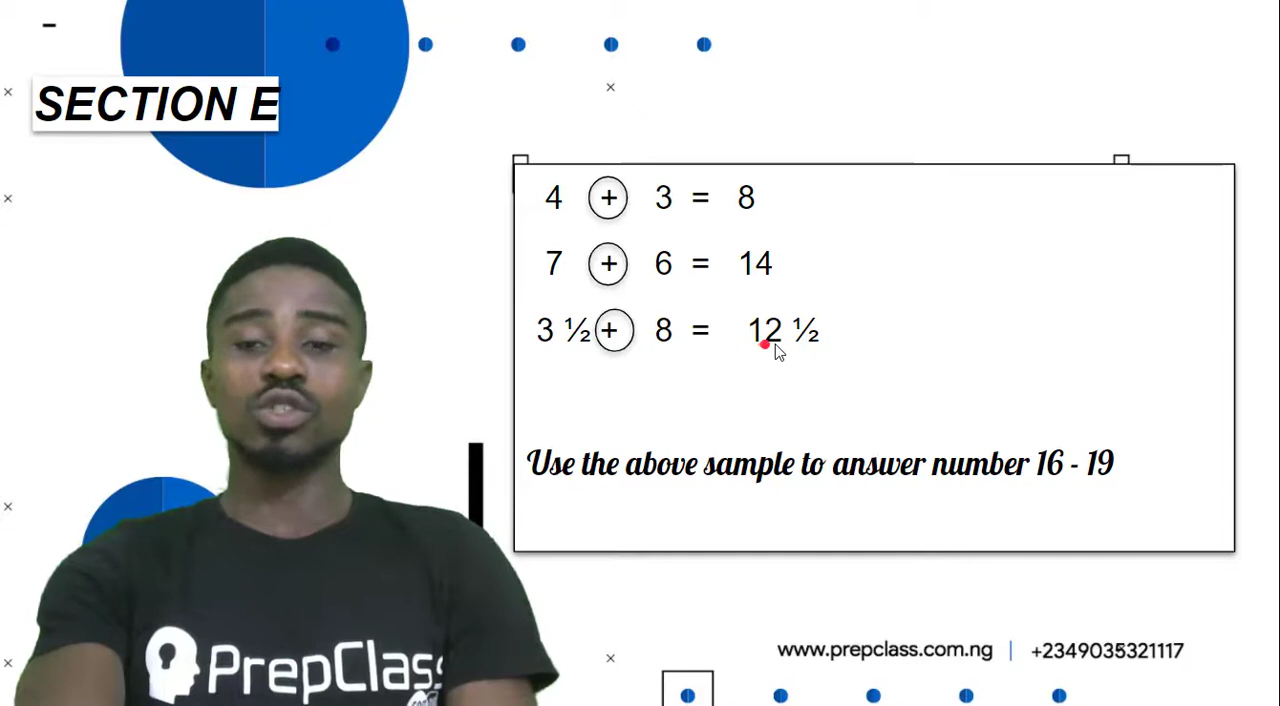 SECTION E
4 + 3 = 8
7 + 6 = 14
3 ½ + 8 = 12 ½
Use the above sample to answer number 16 - 19
PrepClass
www.prepclass.com.ng | +2349035321117